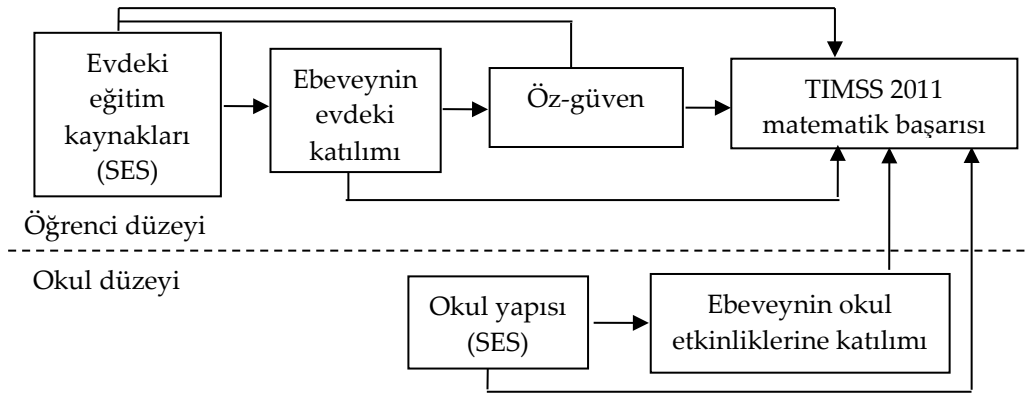 Evdeki
eğitim
kaynakları
(SES)
Ebeveynin
evdeki
katılımı
Öz-güven
TIMSS 2011
matematik başarısı
Öğrenci düzeyi
Okul düzeyi
Okul yapısı
(SES)
Ebeveynin okul
etkinliklerine katılımı